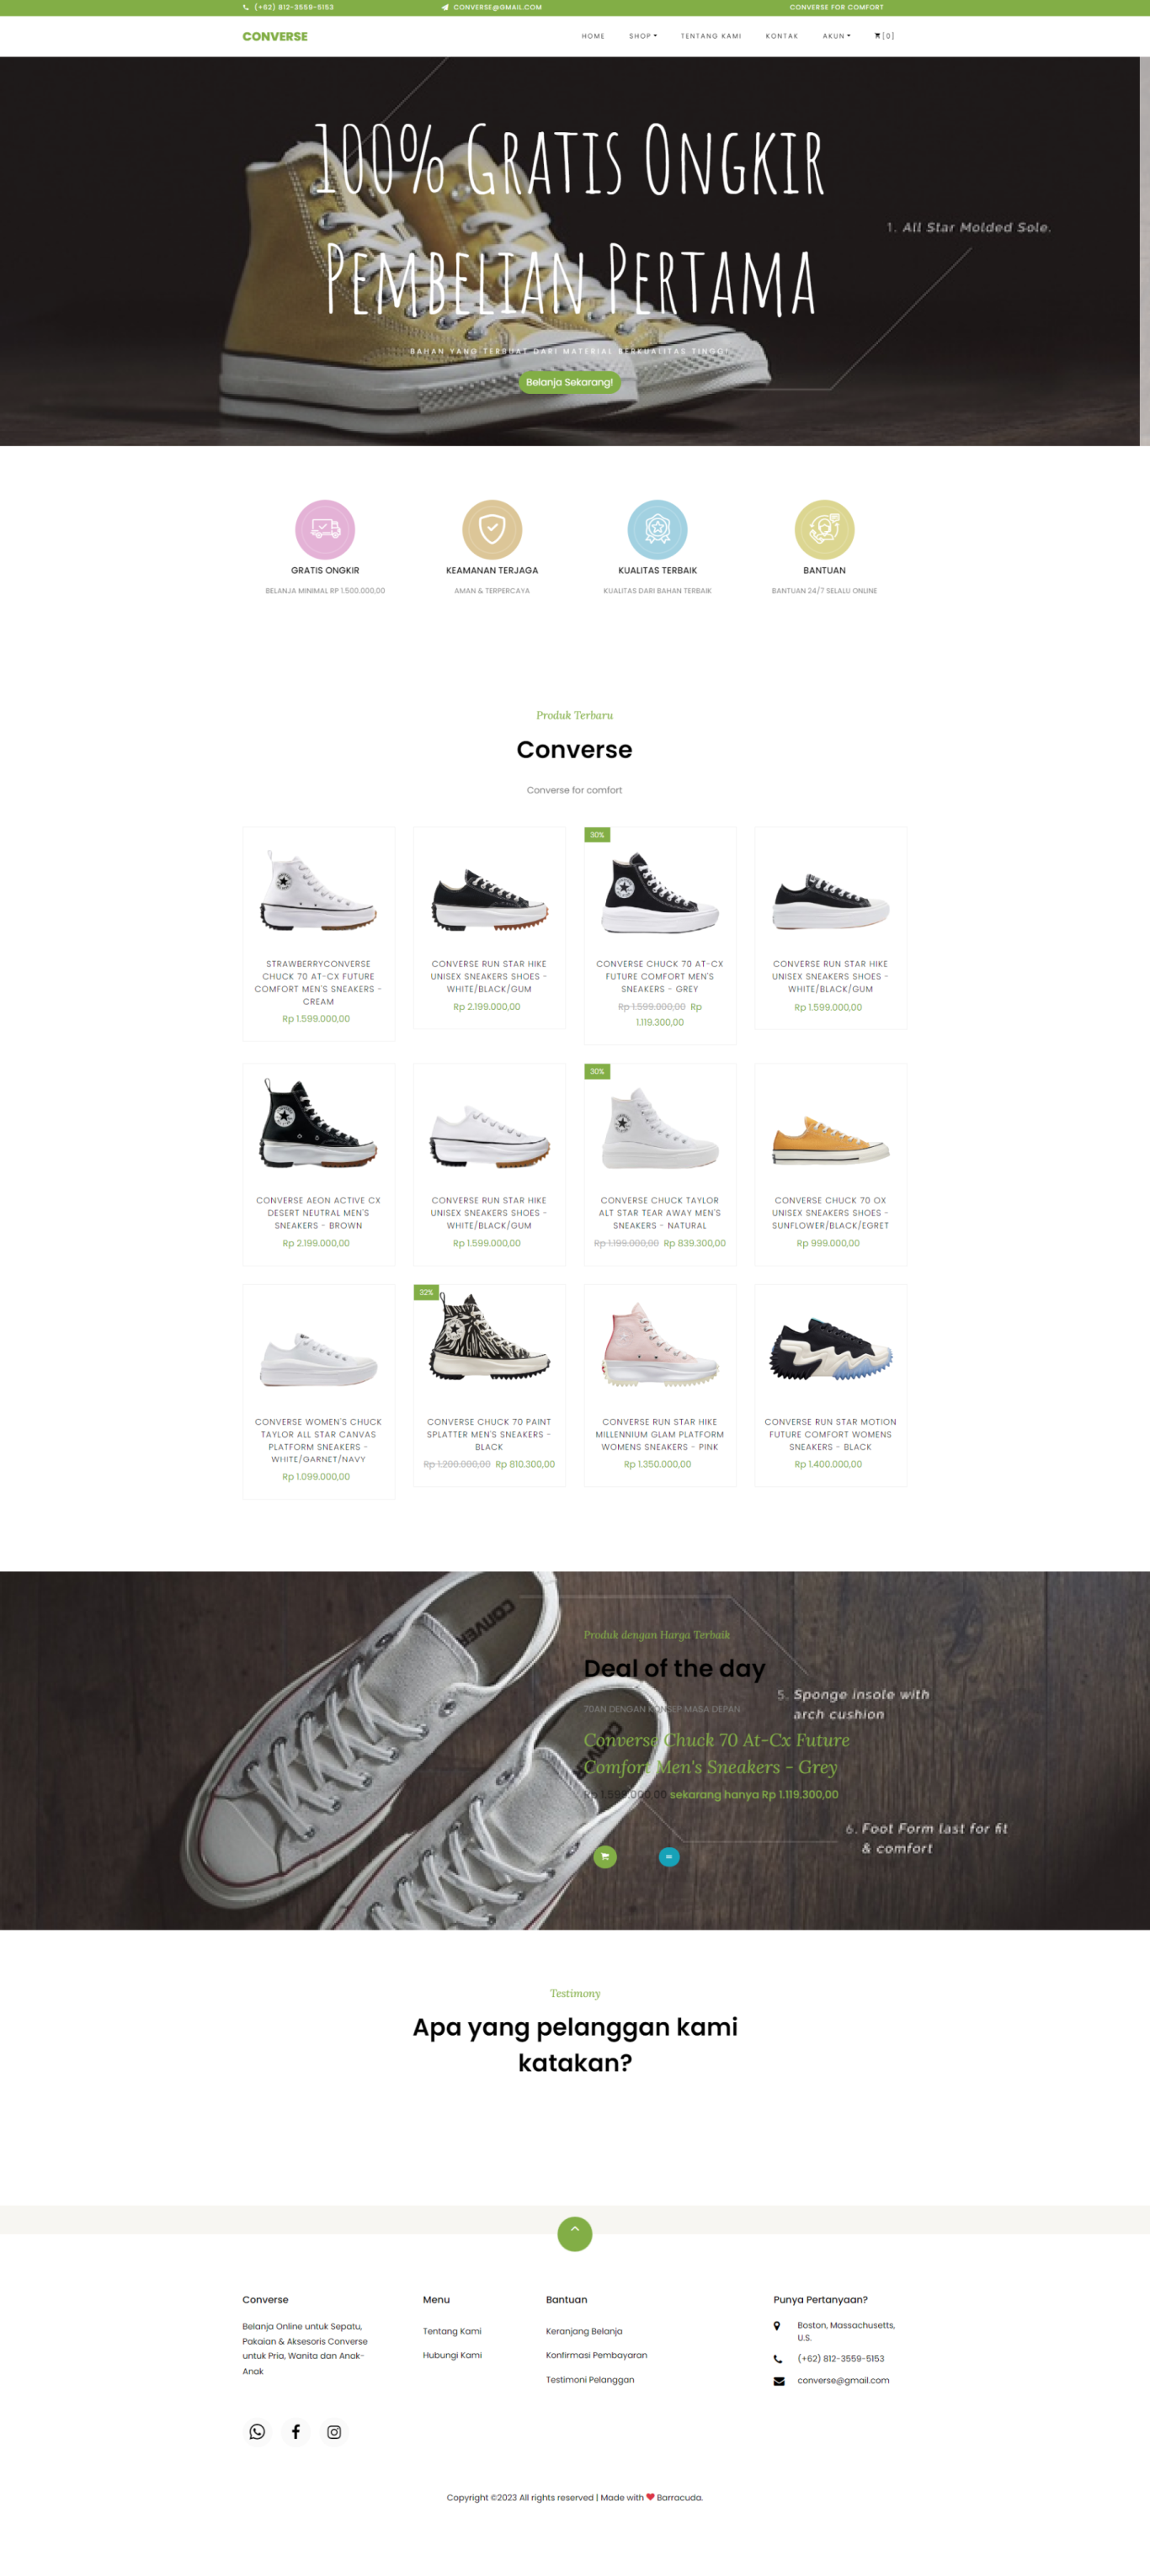 (+62) 812-3559-5153
CONVERSE@GMAIL.COM
CONVERSE FOR COMFORT
CONVERSE
HOME
SHOP
TENTANG KAMI
KONTAK
AKUN
[0]
100% GRATIS ONGKIR
PEMBELIAN PERTAMA
1. All Star Molded Sole.
BAHAN YANG TERBUAT DARI MATERIAL BERKUALITAS TINGGI
Belanja Sekarang!
GRATIS ONGKIR
BELANJA MINIMAL RP 1.500.000,00
KEAMANAN TERJAGA
AMAN & TERPERCAYA
KUALITAS TERBAIK
KUALITAS DARI BAHAN TERBAIK
BANTUAN
BANTUAN 24/7 SELALU ONLINE
Produk Terbaru
Converse
Converse for comfort
STRAWBERRYCONVERSE
CHUCK 70 AT-CX FUTURE
COMFORT MEN'S SNEAKERS -
CREAM
Rp 1.599.000,00
CONVERSE RUN STAR HIKE
UNISEX SNEAKERS SHOES -
WHITE/BLACK/GUM
Rp 2.199.000,00
30%
CONVERSE CHUCK 70 AT-CX
FUTURE COMFORT MEN'S
SNEAKERS - GREY
Rp 1.599.000,00 Rp
1.119.300,00
CONVERSE RUN STAR HIKE
UNISEX SNEAKERS SHOES -
WHITE/BLACK/GUM
Rp 1.599.000,00
CONVERSE AEON ACTIVE CX
DESERT NEUTRAL MEN'S
SNEAKERS - BROWN
Rp 2.199.000,00
CONVERSE RUN STAR HIKE
UNISEX SNEAKERS SHOES -
WHITE/BLACK/GUM
Rp 1.599.000,00
30%
CONVERSE CHUCK TAYLOR
ALT STAR TEAR AWAY MEN'S
SNEAKERS - NATURAL
Rp 1.199.000,00 Rp 839.300,00
CONVERSE CHUCK 70 OX
UNISEX SNEAKERS SHOES -
SUNFLOWER/BLACK/EGRET
Rp 999.000,00
CONVERSE WOMEN'S CHUCK
TAYLOR ALL STAR CANVAS
PLATFORM SNEAKERS -
WHITE/GARNET/NAVY
Rp 1.099.000,00
32%
CONVERSE CHUCK 70 PAINT
SPLATTER MEN'S SNEAKERS -
BLACK
Rp 1.200.000,00 Rp 810.300,00
CONVERSE RUN STAR HIKE
MILLENNIUM GLAM PLATFORM
WOMENS SNEAKERS - PINK
Rp 1.350.000,00
CONVERSE RUN STAR MOTION
FUTURE COMFORT WOMENS
SNEAKERS - BLACK
Rp 1.400.000,00
CONVERSE
CONVERSE
Produk dengan Harga Terbaik
Deal of the day
70AN DENGAN KONSEP MASA DEPAN
Converse Chuck 70 At-Cx Future
Comfort Men's Sneakers - Grey
Rp 1.599.000,00 sekarang hanya Rp 1.119.300,00
5. Sponge insole with
arch cushion
6. Foot Form last for fit
& comfort
Testimony
Apa yang pelanggan kami
katakan?
Converse
Belanja Online untuk Sepatu,
Pakaian & Aksesoris Converse
untuk Pria, Wanita dan Anak-
Anak
Menu
Tentang Kami
Hubungi Kami
Bantuan
Keranjang Belanja
Konfirmasi Pembayaran
Testimoni Pelanggan
Punya Pertanyaan?
Boston, Massachusetts,
U.S.
(+62) 812-3559-5153
converse@gmail.com
Copyright ©2023 All rights reserved | Made with ❤ Barracuda.